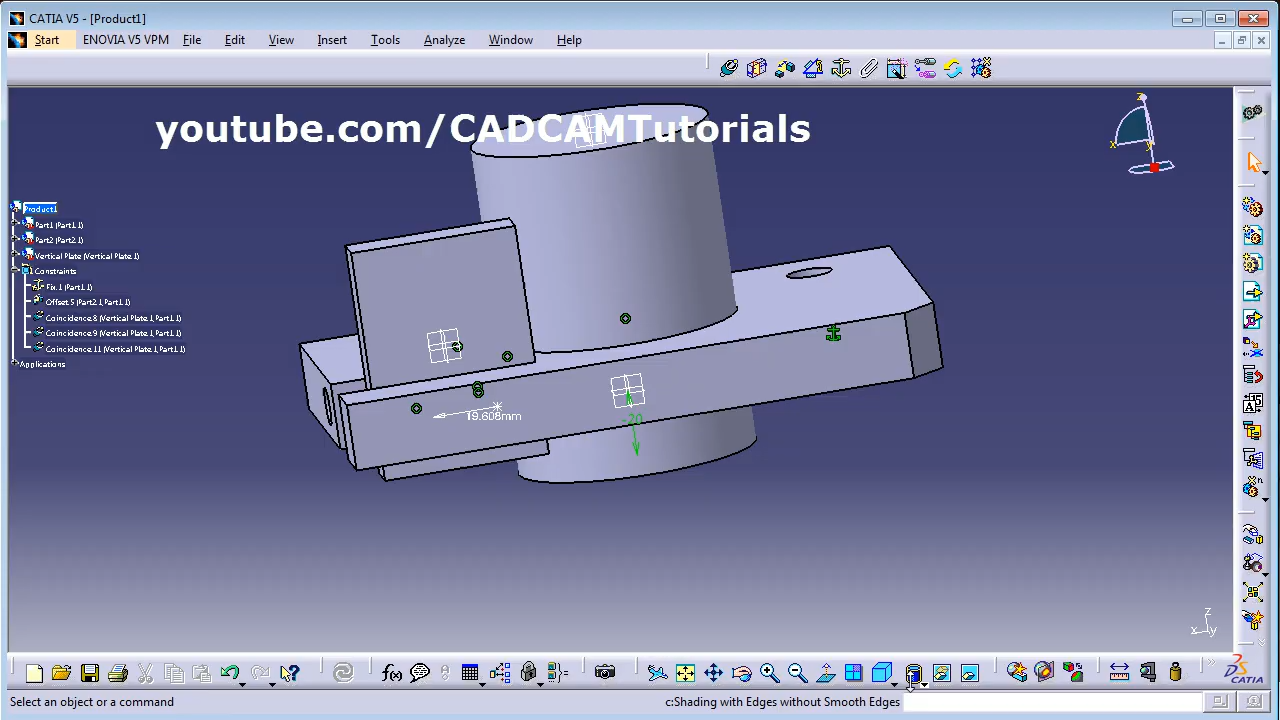 CATIA V5 - [Product1]
Start ENOVIA V5 VPM File Edit View Insert Tools Analyze Window Help
youtube.com/CADCAMTutorials
z
x
y
Product1
Part1 (Part1.1)
Part2 (Part2.1)
Vertical Plate (Vertical Plate.1)
Constraints
Fix.1 (Part1.1)
Offset.5 (Part2.1,Part1.1)
Coincidence.8 (Vertical Plate.1,Part1.1)
Coincidence.9 (Vertical Plate.1,Part1.1)
Coincidence.11 (Vertical Plate.1,Part1.1)
Applications
19.608mm
-20
z
x y
f(x)
CATIA
Select an object or a command
c:Shading with Edges without Smooth Edges